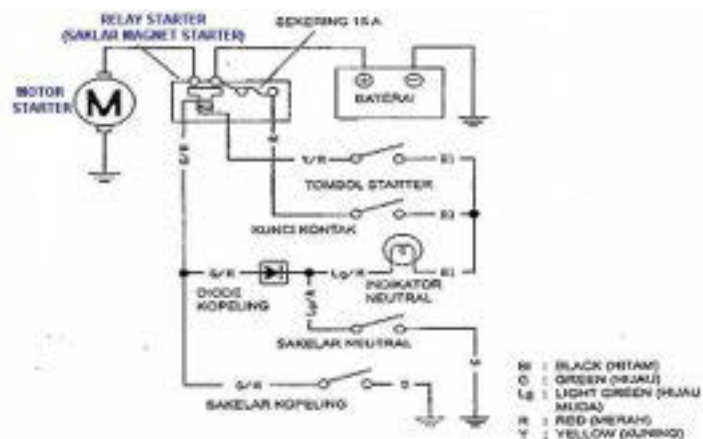 RELAY STARTER
(SAKLAR MAGNET STARTER)
SEKERING 15 A
MOTOR
STARTER
M
BATERAI
G/R
R
Y/R
Bl
TOMBOL STARTER
KUNCI KONTAK
G/R
Lg/R
Bl
DIODE
KOPELING
Lg/R
INDIKATOR
NEUTRAL
SAKELAR NEUTRAL
G
G/R
G
SAKELAR KOPELING
Bl : BLACK (HITAM)
G : GREEN (HIJAU)
Lg : LIGHT GREEN (HIJAU
MUDA)
R : RED (MERAH)
Y : YELLOW (KUNING)